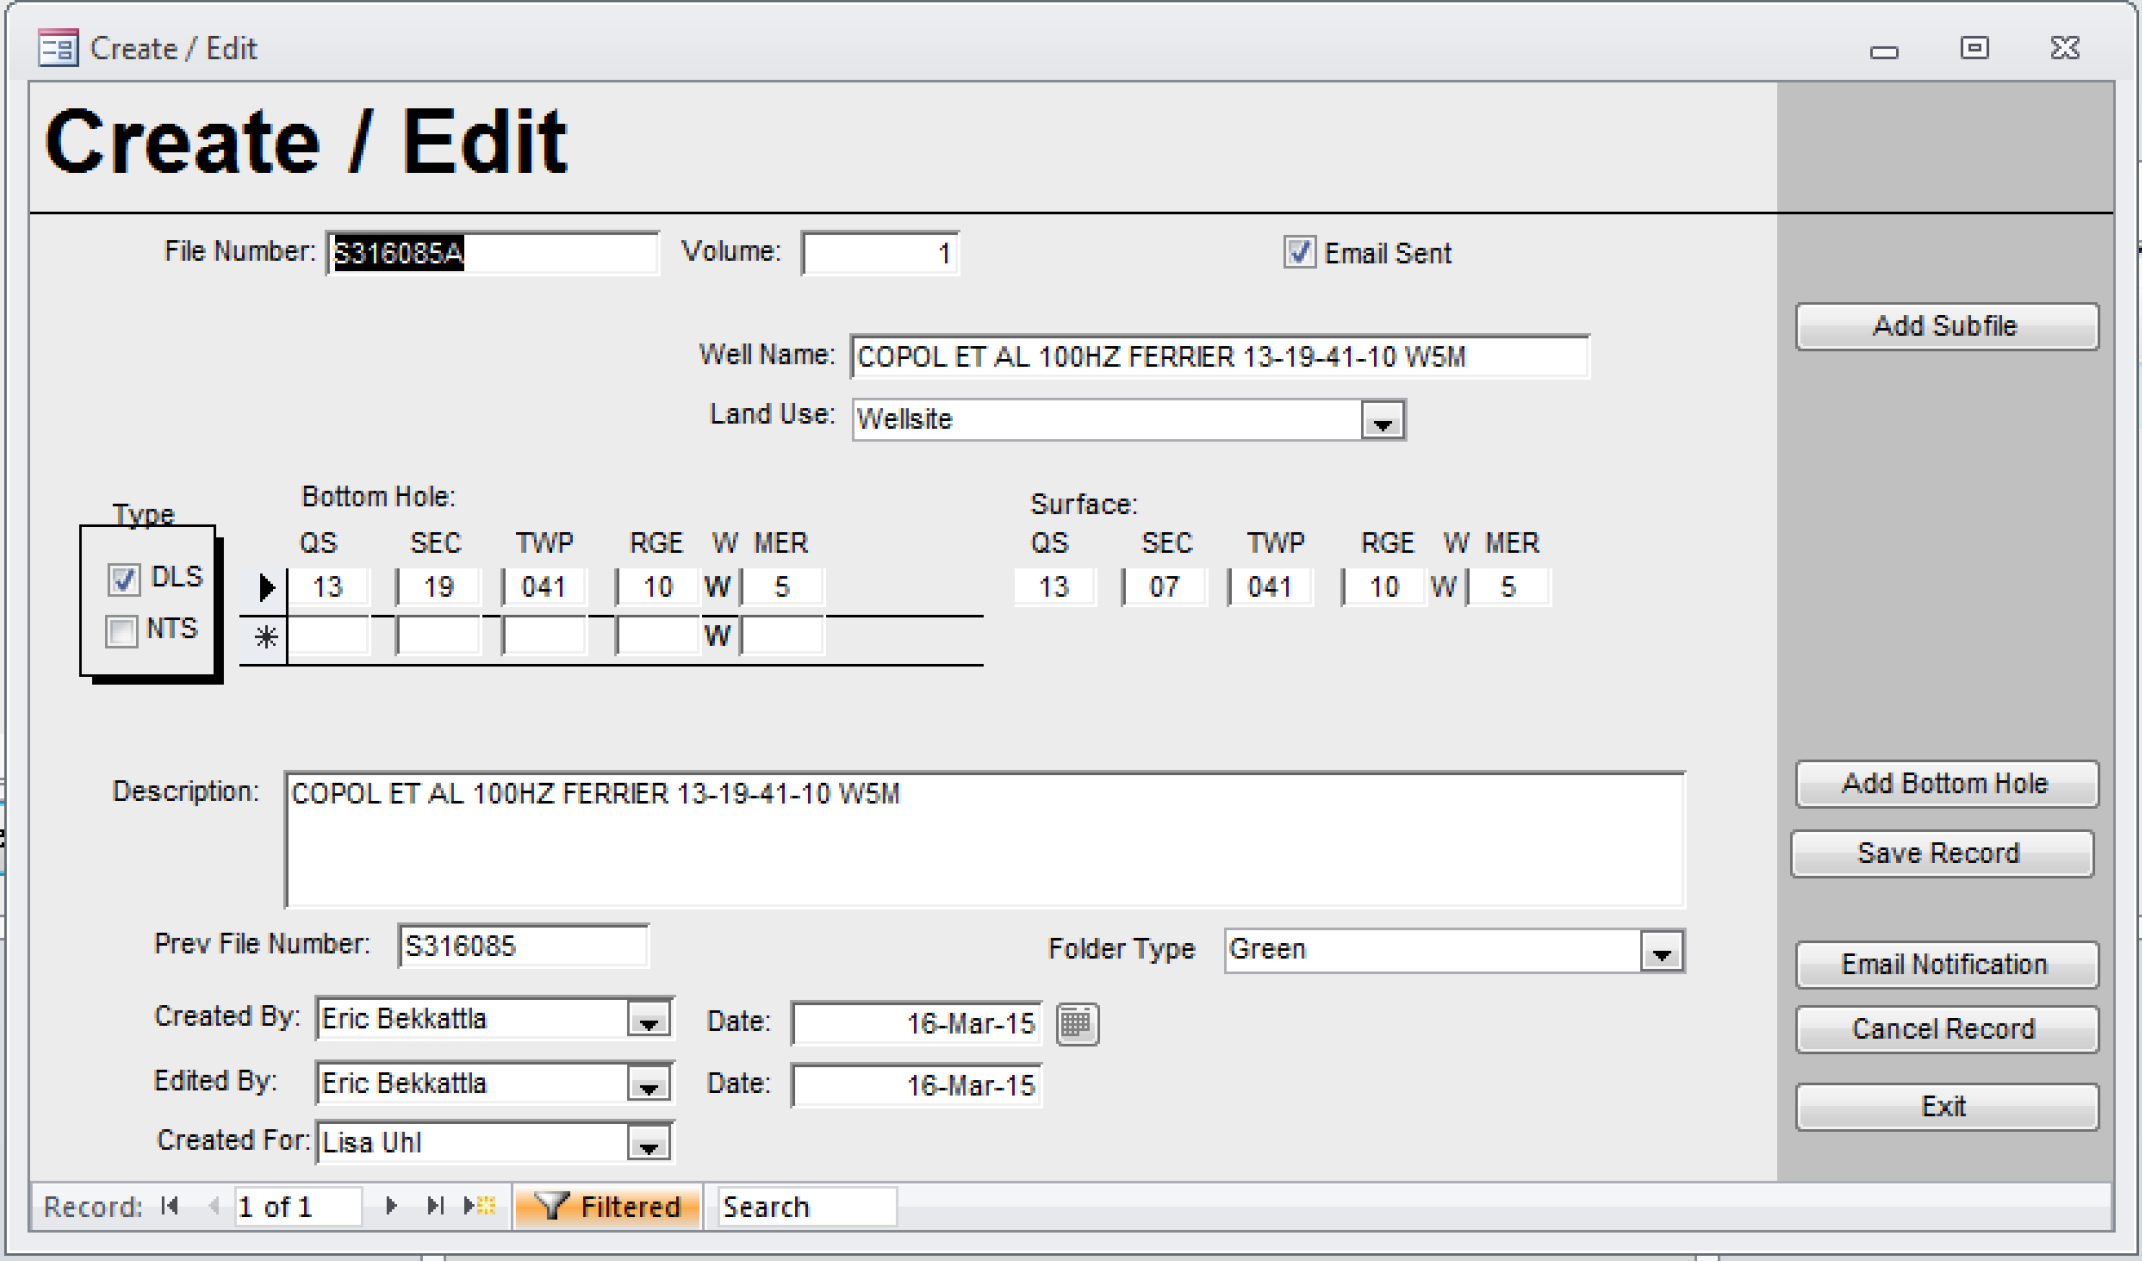 Create / Edit
Create / Edit
File Number: S316085A Volume: 1 Email Sent
Add Subfile
Well Name: COPOL ET AL 100HZ FERRIER 13-19-41-10 W5M
Land Use: Wellsite
Bottom Hole: Surface:
Type
QS SEC TWP RGE W MER QS SEC TWP RGE W MER
DLS 13 19 041 10 W 5 13 07 041 10 W 5
NTS W
Description: COPOL ET AL 100HZ FERRIER 13-19-41-10 W5M
Add Bottom Hole
Save Record
Prev File Number: S316085 Folder Type Green
Email Notification
Created By: Eric Bekkattla Date: 16-Mar-15
Cancel Record
Edited By: Eric Bekkattla Date: 16-Mar-15
Exit
Created For: Lisa Uhl
Record: 1 of 1 Filtered Search